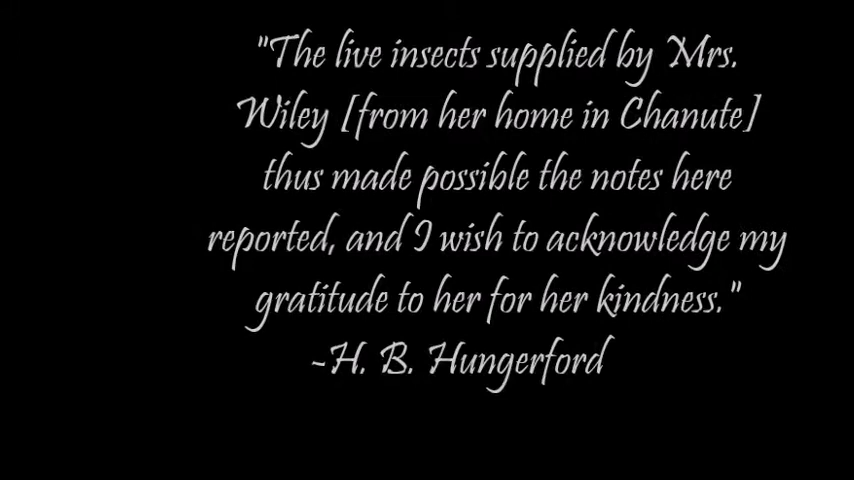 "The live insects supplied by Mrs.
Wiley [from her home in Chanute]
thus made possible the notes here
reported, and I wish to acknowledge my
gratitude to her for her kindness."
~H. B. Hungerford